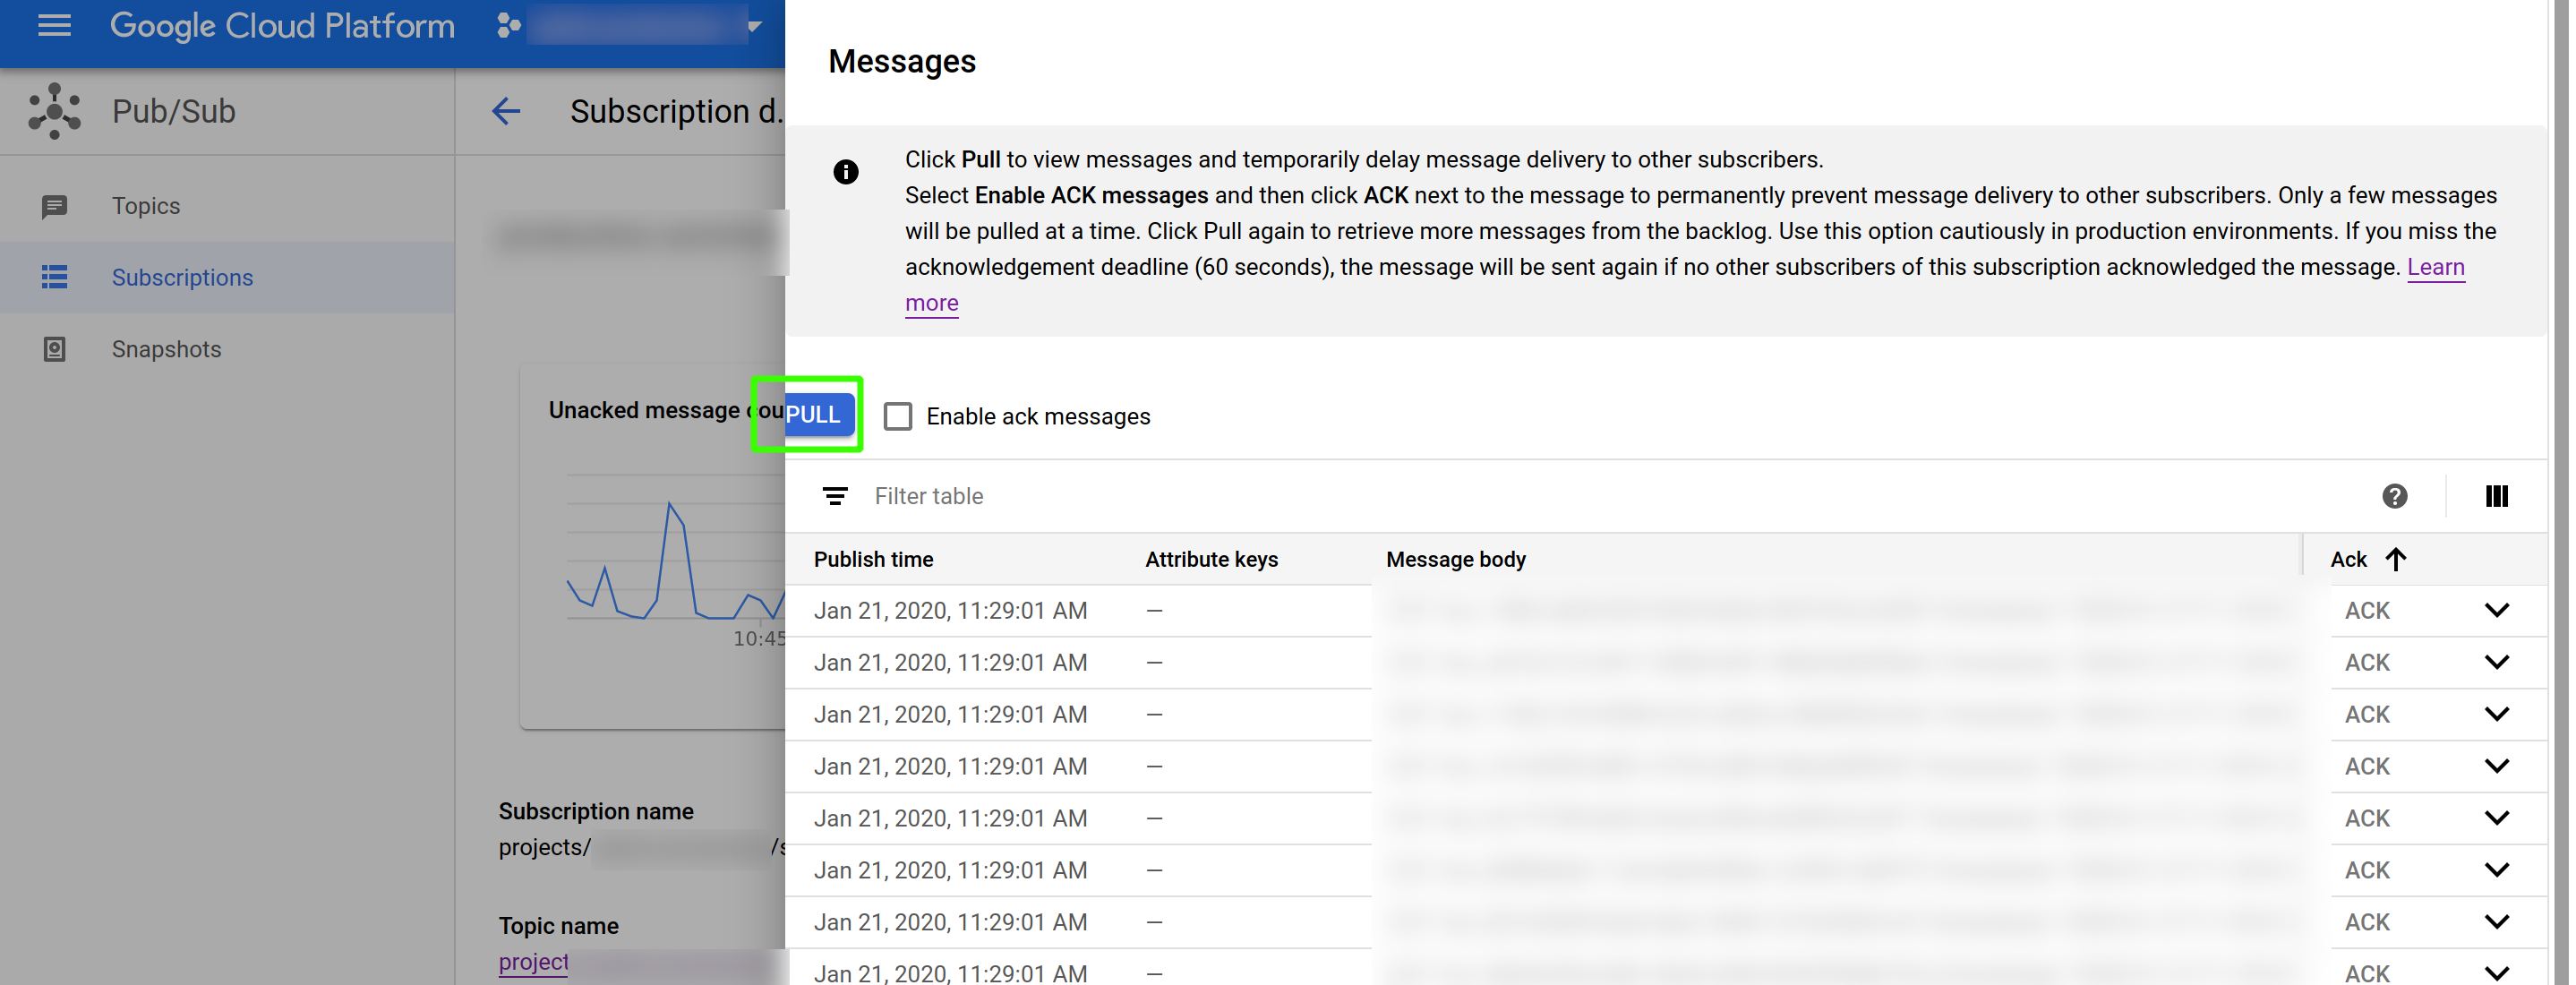 Google Cloud Platform
Pub/Sub
Topics
Subscriptions
Snapshots
Subscription d.
Unacked message cou
10:45
Subscription name
projects/ /s
Topic name
project
Messages
Click Pull to view messages and temporarily delay message delivery to other subscribers.
Select Enable ACK messages and then click ACK next to the message to permanently prevent message delivery to other subscribers. Only a few messages
will be pulled at a time. Click Pull again to retrieve more messages from the backlog. Use this option cautiously in production environments. If you miss the
acknowledgement deadline (60 seconds), the message will be sent again if no other subscribers of this subscription acknowledged the message. Learn
more
PULL Enable ack messages
Filter table
Publish time Attribute keys Message body Ack
Jan 21, 2020, 11:29:01 AM — ACK
Jan 21, 2020, 11:29:01 AM — ACK
Jan 21, 2020, 11:29:01 AM — ACK
Jan 21, 2020, 11:29:01 AM — ACK
Jan 21, 2020, 11:29:01 AM — ACK
Jan 21, 2020, 11:29:01 AM — ACK
Jan 21, 2020, 11:29:01 AM — ACK
Jan 21, 2020, 11:29:01 AM — ACK